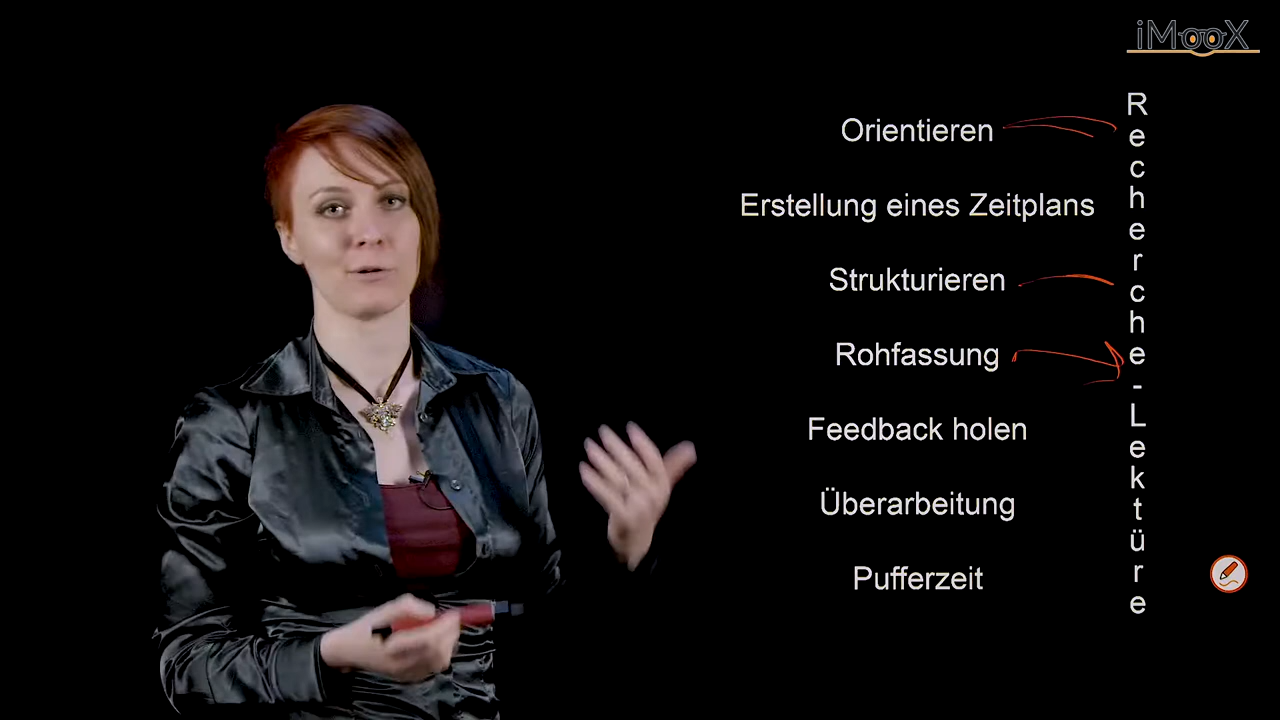 iMooX
Orientieren
Erstellung eines Zeitplans
Strukturieren
Rohfassung
Feedback holen
Überarbeitung
Pufferzeit
Recherche-Lektüre